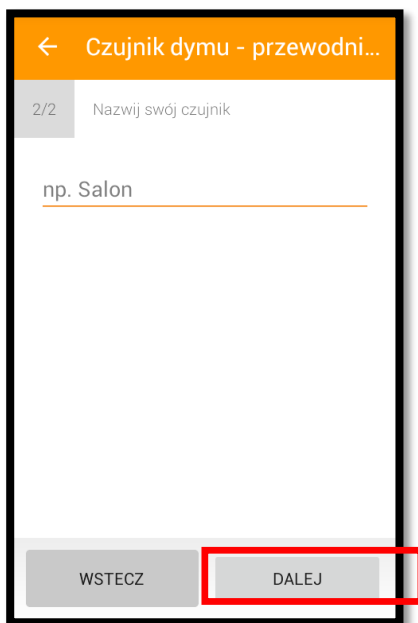 Czujnik dymu - przewodni...
2/2 Nazwij swój czujnik
np. Salon
WSTECZ DALEJ